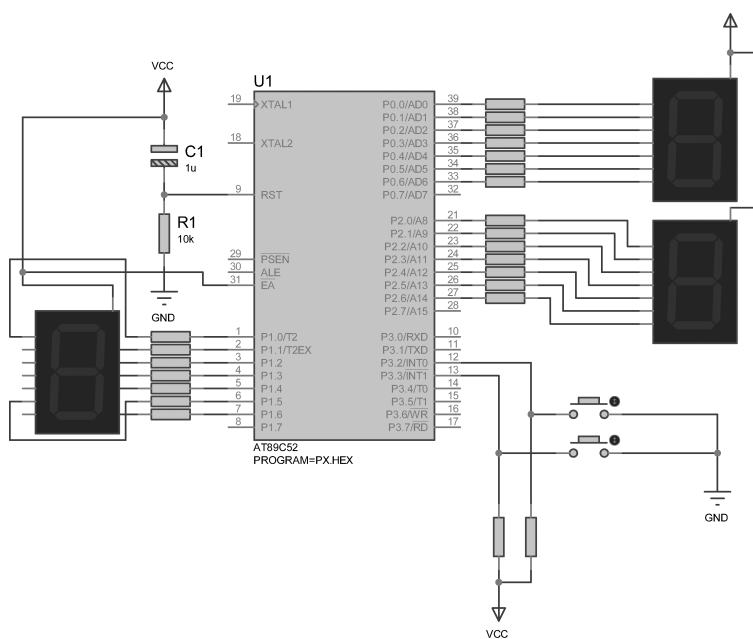 VCC
U1
19 XTAL1
18 XTAL2
9 RST
29 PSEN
30 ALE
31 EA
1 P1.0/T2
2 P1.1/T2EX
3 P1.2
4 P1.3
5 P1.4
6 P1.5
7 P1.6
8 P1.7
P0.0/AD0 39
P0.1/AD1 38
P0.2/AD2 37
P0.3/AD3 36
P0.4/AD4 35
P0.5/AD5 34
P0.6/AD6 33
P0.7/AD7 32
P2.0/A8 21
P2.1/A9 22
P2.2/A10 23
P2.3/A11 24
P2.4/A12 25
P2.5/A13 26
P2.6/A14 27
P2.7/A15 28
P3.0/RXD 10
P3.1/TXD 11
P3.2/INT0 12
P3.3/INT1 13
P3.4/T0 14
P3.5/T1 15
P3.6/WR 16
P3.7/RD 17
AT89C52
PROGRAM=PX.HEX
C1
1u
R1
10k
GND
GND
VCC